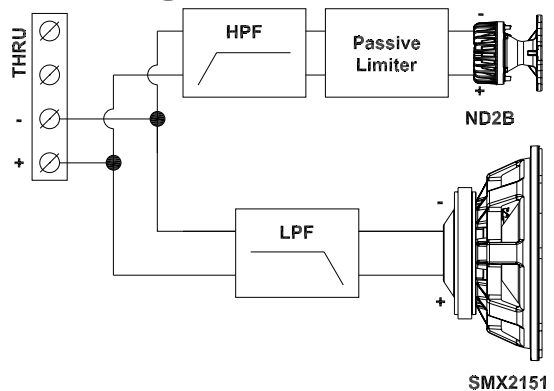 THRU
-
+
HPF
Passive
Limiter
-
+
ND2B
LPF
-
+
SMX2151